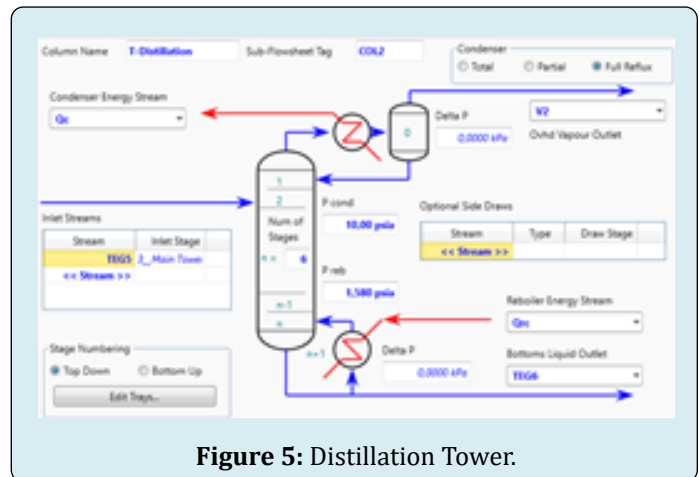 Column Name T-Distillation Sub-Flowsheet Tag COL2
Condenser
Total Partial Full Reflux
Condenser Energy Stream
Qc
Delta P
0,0000 kPa
V2
Ovhd Vapour Outlet
0
1
2
Num of
Stages
n = 6
n-1
n
n+1
P cond
10,00 psia
P reb
1,580 psia
Inlet Streams
Stream Inlet Stage
TEG5 2_Main Tower
<< Stream >>
Optional Side Draws
Stream Type Draw Stage
<< Stream >>
Stage Numbering
Top Down Bottom Up
Edit Trays...
Delta P
0,0000 kPa
Reboiler Energy Stream
Bottoms Liquid Outlet
TEG6
Figure 5: Distillation Tower.